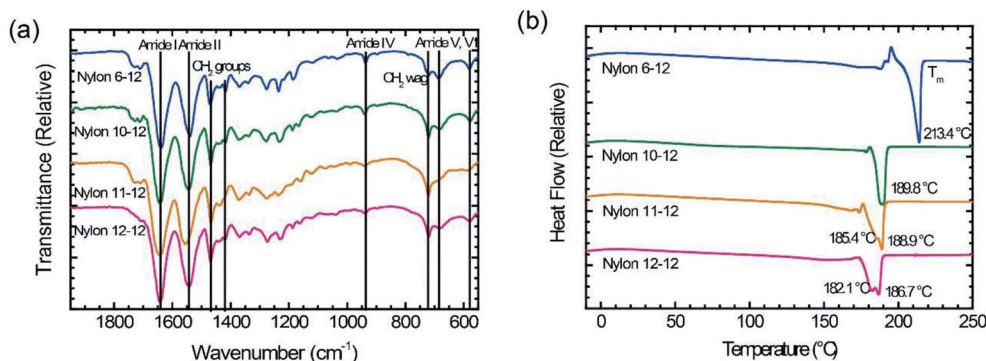 (a)
Amide I Amide II
CH2 groups
Amide IV
Amide V, VI
CH2 wag
Nylon 6-12
Nylon 10-12
Nylon 11-12
Nylon 12-12
Transmittance (Relative)
1800 1600 1400 1200 1000 800 600
Wavenumber (cm-1)
(b)
Nylon 6-12
Tm
213.4 °C
Nylon 10-12
189.8 °C
Nylon 11-12
185.4 °C 188.9 °C
Nylon 12-12
182.1 °C 186.7 °C
Heat Flow (Relative)
0 50 100 150 200 250
Temperature (°C)